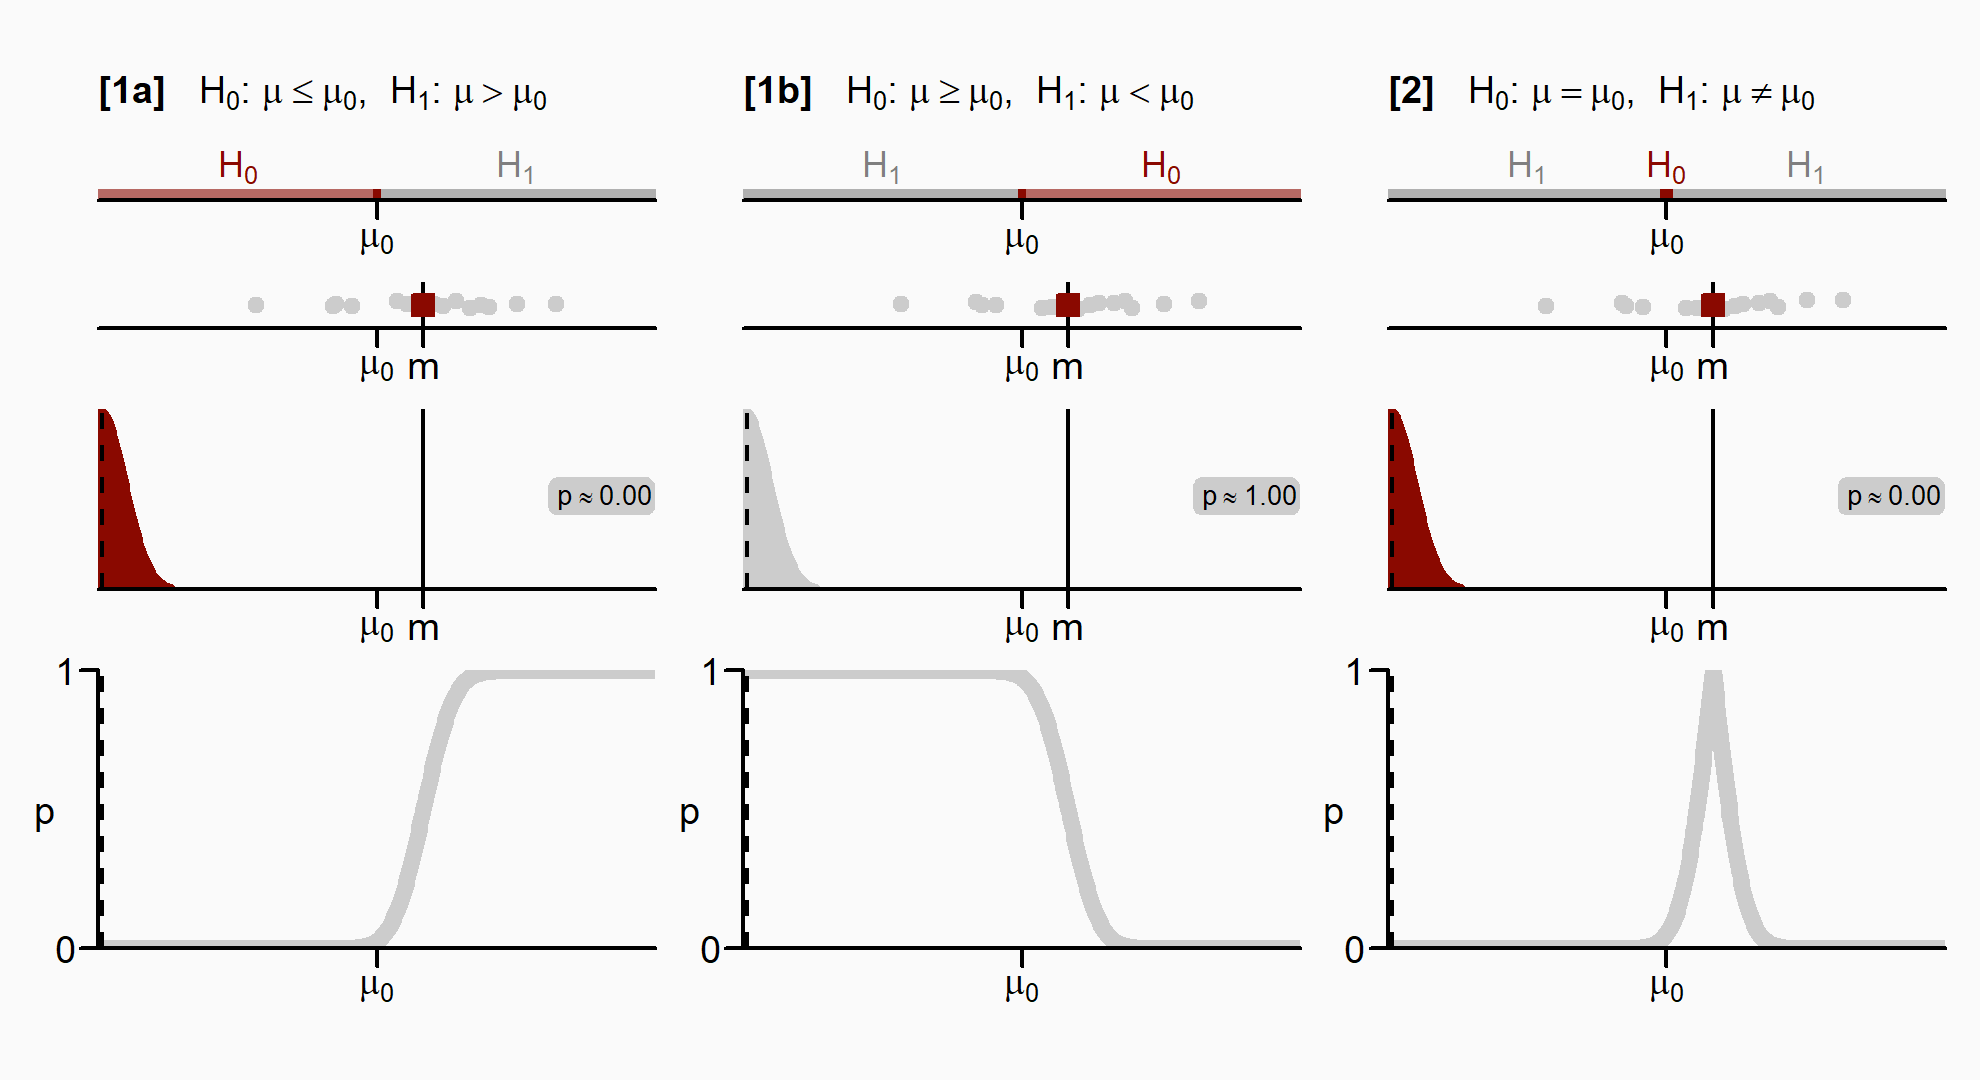 [1a] H₀: μ ≤ μ₀, H₁: μ > μ₀
[1b] H₀: μ ≥ μ₀, H₁: μ < μ₀
[2] H₀: μ = μ₀, H₁: μ ≠ μ₀
H₀ H₁
H₁ H₀
H₁ H₀ H₁
μ₀
μ₀
μ₀
μ₀ m
μ₀ m
μ₀ m
p ≈ 0.00
p ≈ 1.00
p ≈ 0.00
μ₀ m
μ₀ m
μ₀ m
1
p
0
μ₀
1
p
0
μ₀
1
p
0
μ₀